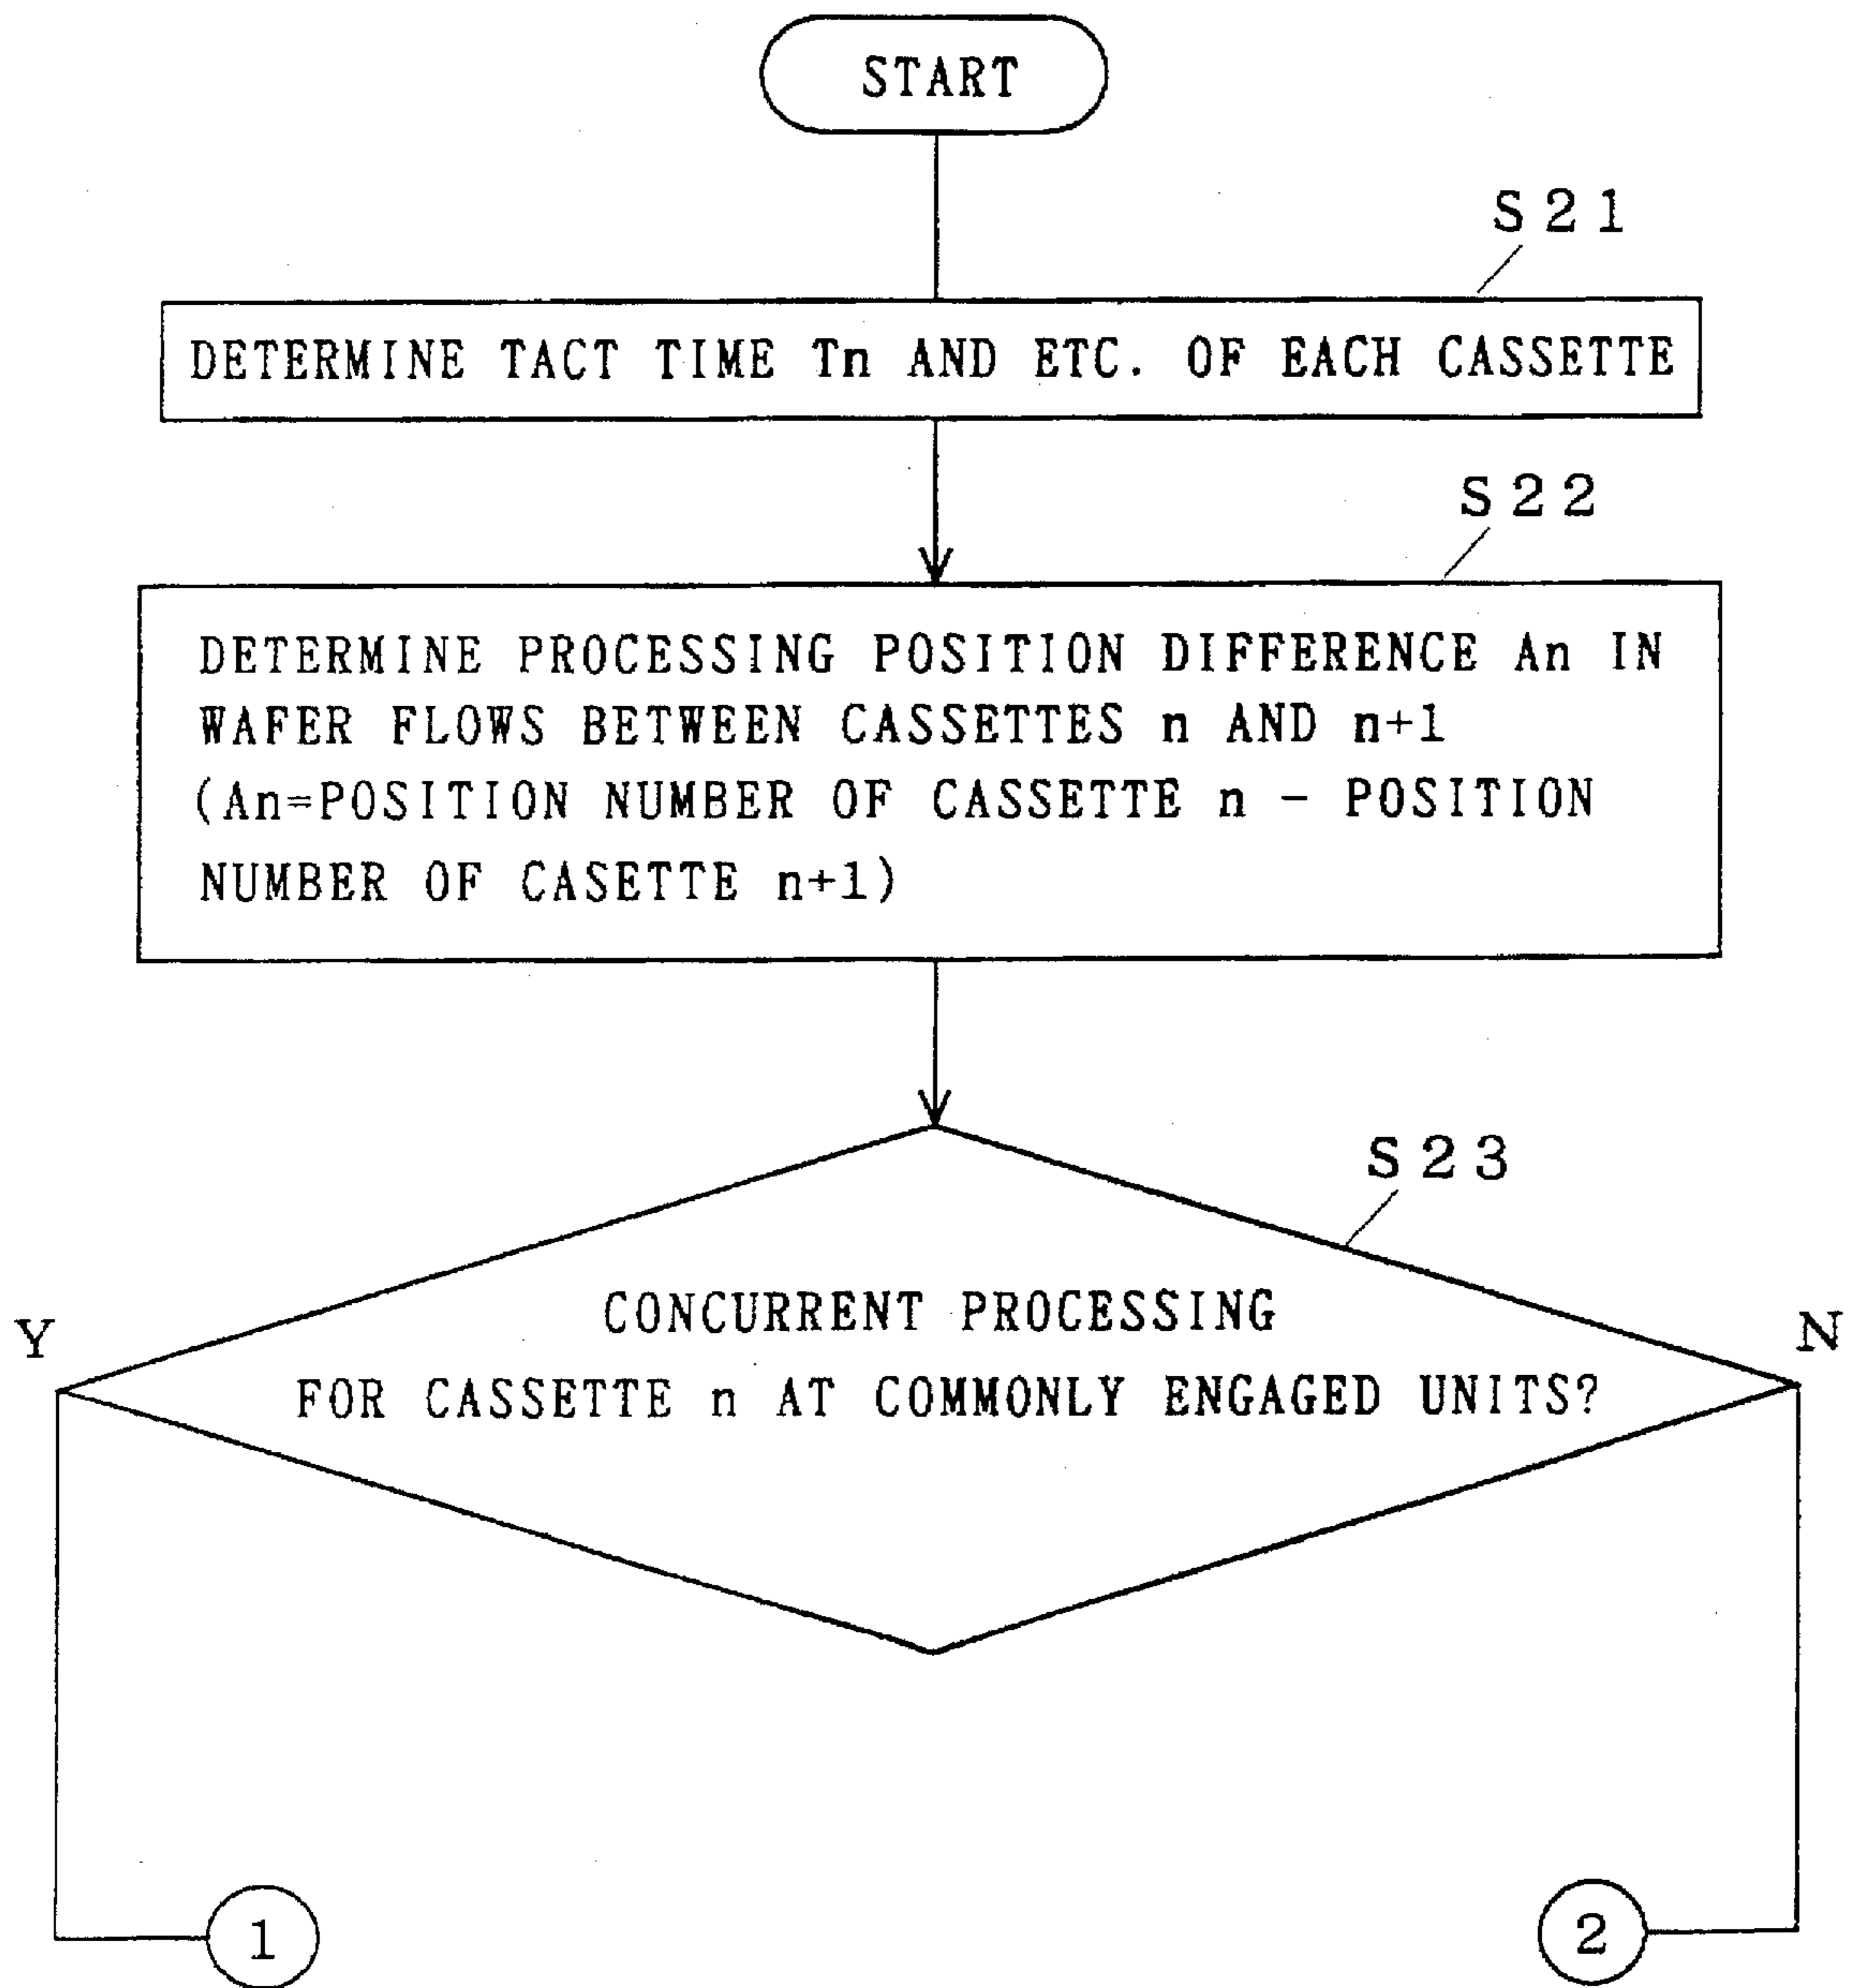 START
S21
DETERMINE TACT TIME Tn AND ETC. OF EACH CASSETTE
S22
DETERMINE PROCESSING POSITION DIFFERENCE An IN
WAFER FLOWS BETWEEN CASSETTES n AND n+1
(An=POSITION NUMBER OF CASSETTE n - POSITION
NUMBER OF CASETTE n+1)
S23
CONCURRENT PROCESSING
Y
N
FOR CASSETTE n AT COMMONLY ENGAGED UNITS?
1
2